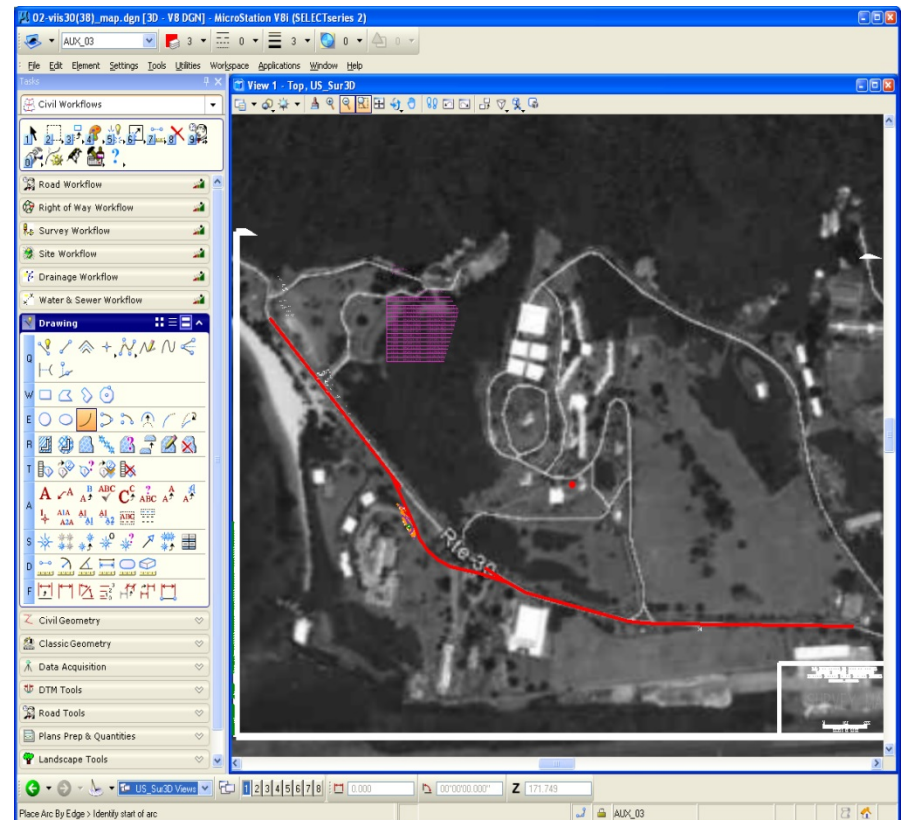 02-viis30(38)_map.dgn [3D - V8 DGN] - MicroStation V8i (SELECTseries 2)
AUX_03 3 0 3 0 0
File Edit Element Settings Tools Utilities Workspace Applications Window Help
Tasks
View 1 - Top, US_Sur3D
Civil Workflows
Road Workflow
Right of Way Workflow
Survey Workflow
Site Workflow
Drainage Workflow
Water & Sewer Workflow
Drawing
Q
W
E
R
T
A
S
D
F
Rte-30
Civil Geometry
Classic Geometry
Data Acquisition
DTM Tools
Road Tools
Plans Prep & Quantities
Landscape Tools
US_Sur3D Views 1 2 3 4 5 6 7 8 0.000 00°00'00.000" Z 171.749
Place Arc By Edge > Identify start of arc AUX_03